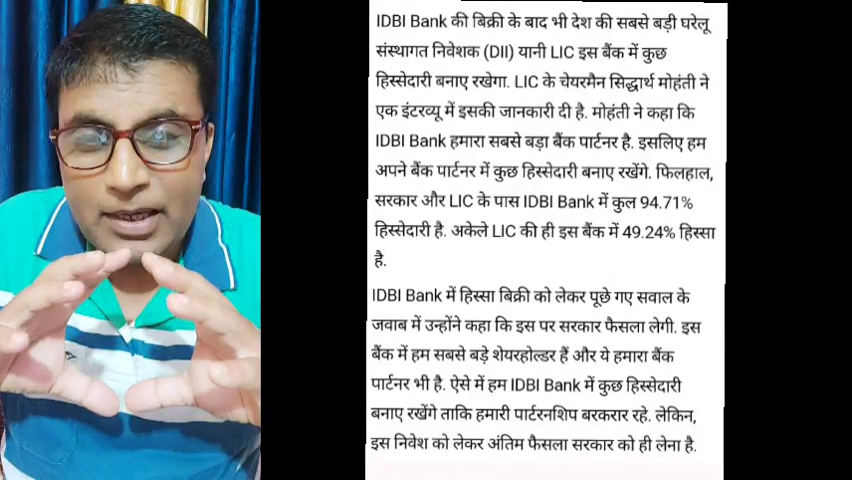 IDBI Bank की बिक्री के बाद भी देश की सबसे बड़ी घरेलू
संस्थागत निवेशक (DII) यानी LIC इस बैंक में कुछ
हिस्सेदारी बनाए रखेगा. LIC के चेयरमैन सिद्धार्थ मोहंती ने
एक इंटरव्यू में इसकी जानकारी दी है. मोहंती ने कहा कि
IDBI Bank हमारा सबसे बड़ा बैंक पार्टनर है. इसलिए हम
अपने बैंक पार्टनर में कुछ हिस्सेदारी बनाए रखेंगे. फिलहाल,
सरकार और LIC के पास IDBI Bank में कुल 94.71%
हिस्सेदारी है. अकेले LIC की ही इस बैंक में 49.24% हिस्सा
है.
IDBI Bank में हिस्सा बिक्री को लेकर पूछे गए सवाल के
जवाब में उन्होंने कहा कि इस पर सरकार फैसला लेगी. इस
बैंक में हम सबसे बड़े शेयरहोल्डर हैं और ये हमारा बैंक
पार्टनर भी है. ऐसे में हम IDBI Bank में कुछ हिस्सेदारी
बनाए रखेंगे ताकि हमारी पार्टरनशिप बरकरार रहे. लेकिन,
इस निवेश को लेकर अंतिम फैसला सरकार को ही लेना है.